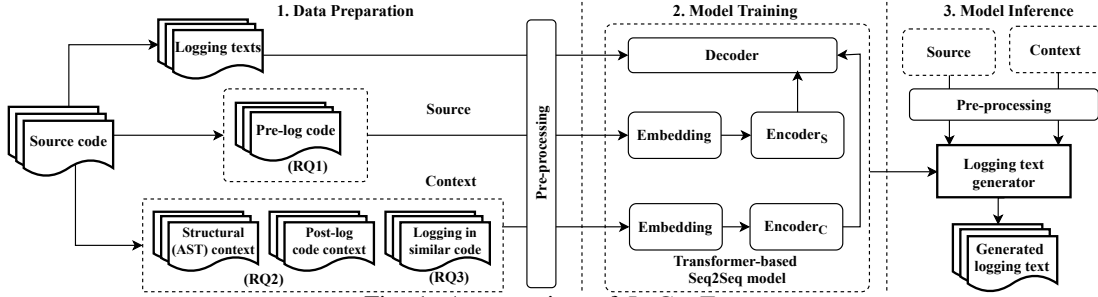 1. Data Preparation
Logging texts
Source code
Pre-log code
(RQ1)
Source
Context
Structural
(AST) context
Post-log
code context
(RQ2)
Logging in
similar code
(RQ3)
Pre-processing
2. Model Training
Decoder
Embedding
EncoderS
Embedding
EncoderC
Transformer-based
Seq2Seq model
3. Model Inference
Source
Context
Pre-processing
Logging text
generator
Generated
logging text